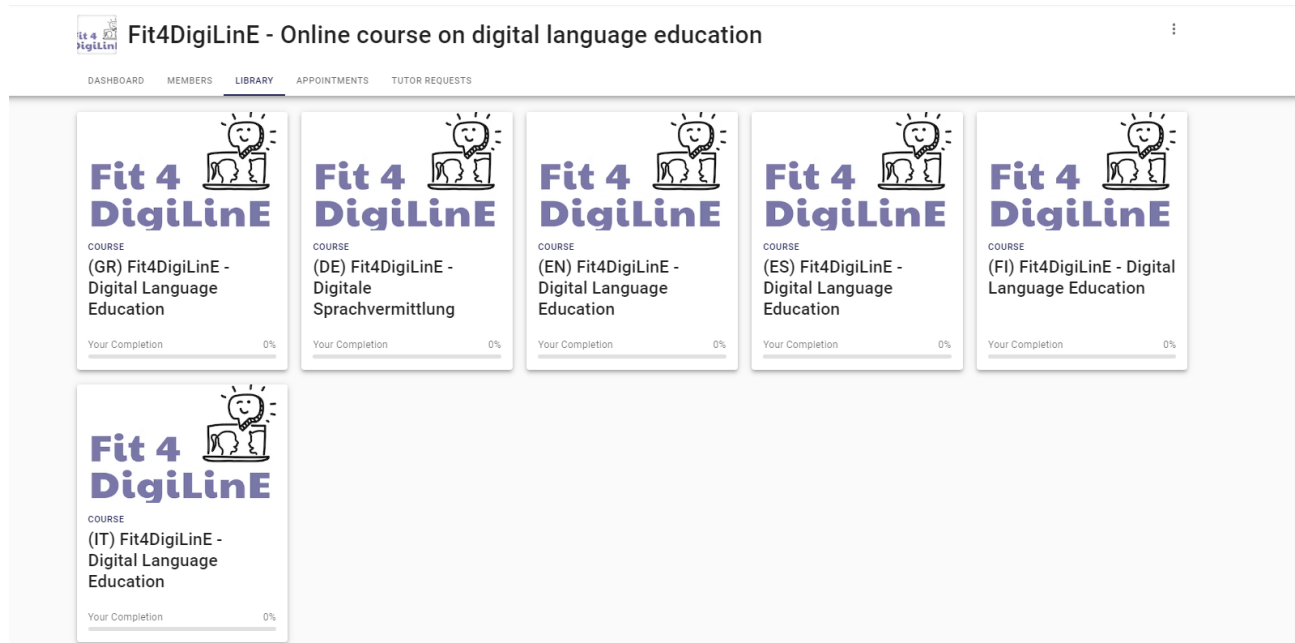 Fit 4
DigiLinE
Fit4DigiLinE - Online course on digital language education
DASHBOARD MEMBERS LIBRARY APPOINTMENTS TUTOR REQUESTS
Fit 4
DigiLinE
COURSE
(GR) Fit4DigiLinE -
Digital Language
Education
Your Completion 0%
Fit 4
DigiLinE
COURSE
(DE) Fit4DigiLinE -
Digitale
Sprachvermittlung
Your Completion 0%
Fit 4
DigiLinE
COURSE
(EN) Fit4DigiLinE -
Digital Language
Education
Your Completion 0%
Fit 4
DigiLinE
COURSE
(ES) Fit4DigiLinE -
Digital Language
Education
Your Completion 0%
Fit 4
DigiLinE
COURSE
(FI) Fit4DigiLinE - Digital
Language Education
Your Completion 0%
Fit 4
DigiLinE
COURSE
(IT) Fit4DigiLinE -
Digital Language
Education
Your Completion 0%